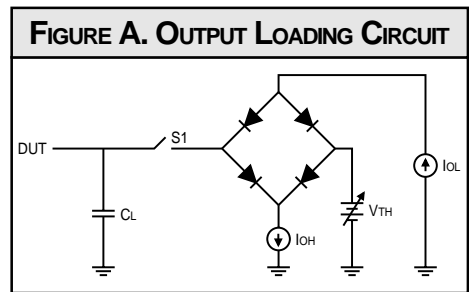 FIGURE A. OUTPUT LOADING CIRCUIT
DUT
S1
IOL
CL
VTH
IOH